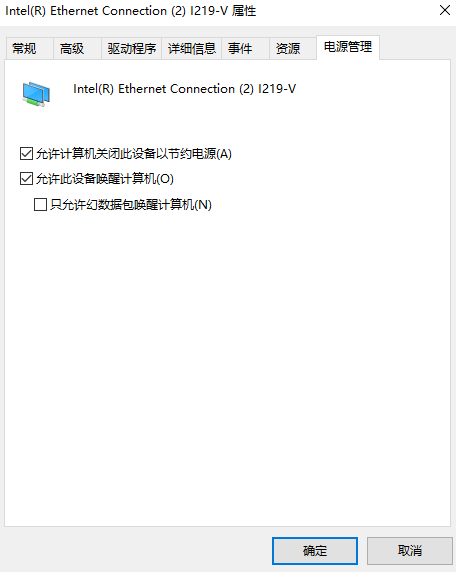 Intel(R) Ethernet Connection (2) I219-V 属性
常规 高级 驱动程序 详细信息 事件 资源 电源管理
Intel(R) Ethernet Connection (2) I219-V
允许计算机关闭此设备以节约电源(A)
允许此设备唤醒计算机(O)
只允许幻数据包唤醒计算机(N)
确定 取消